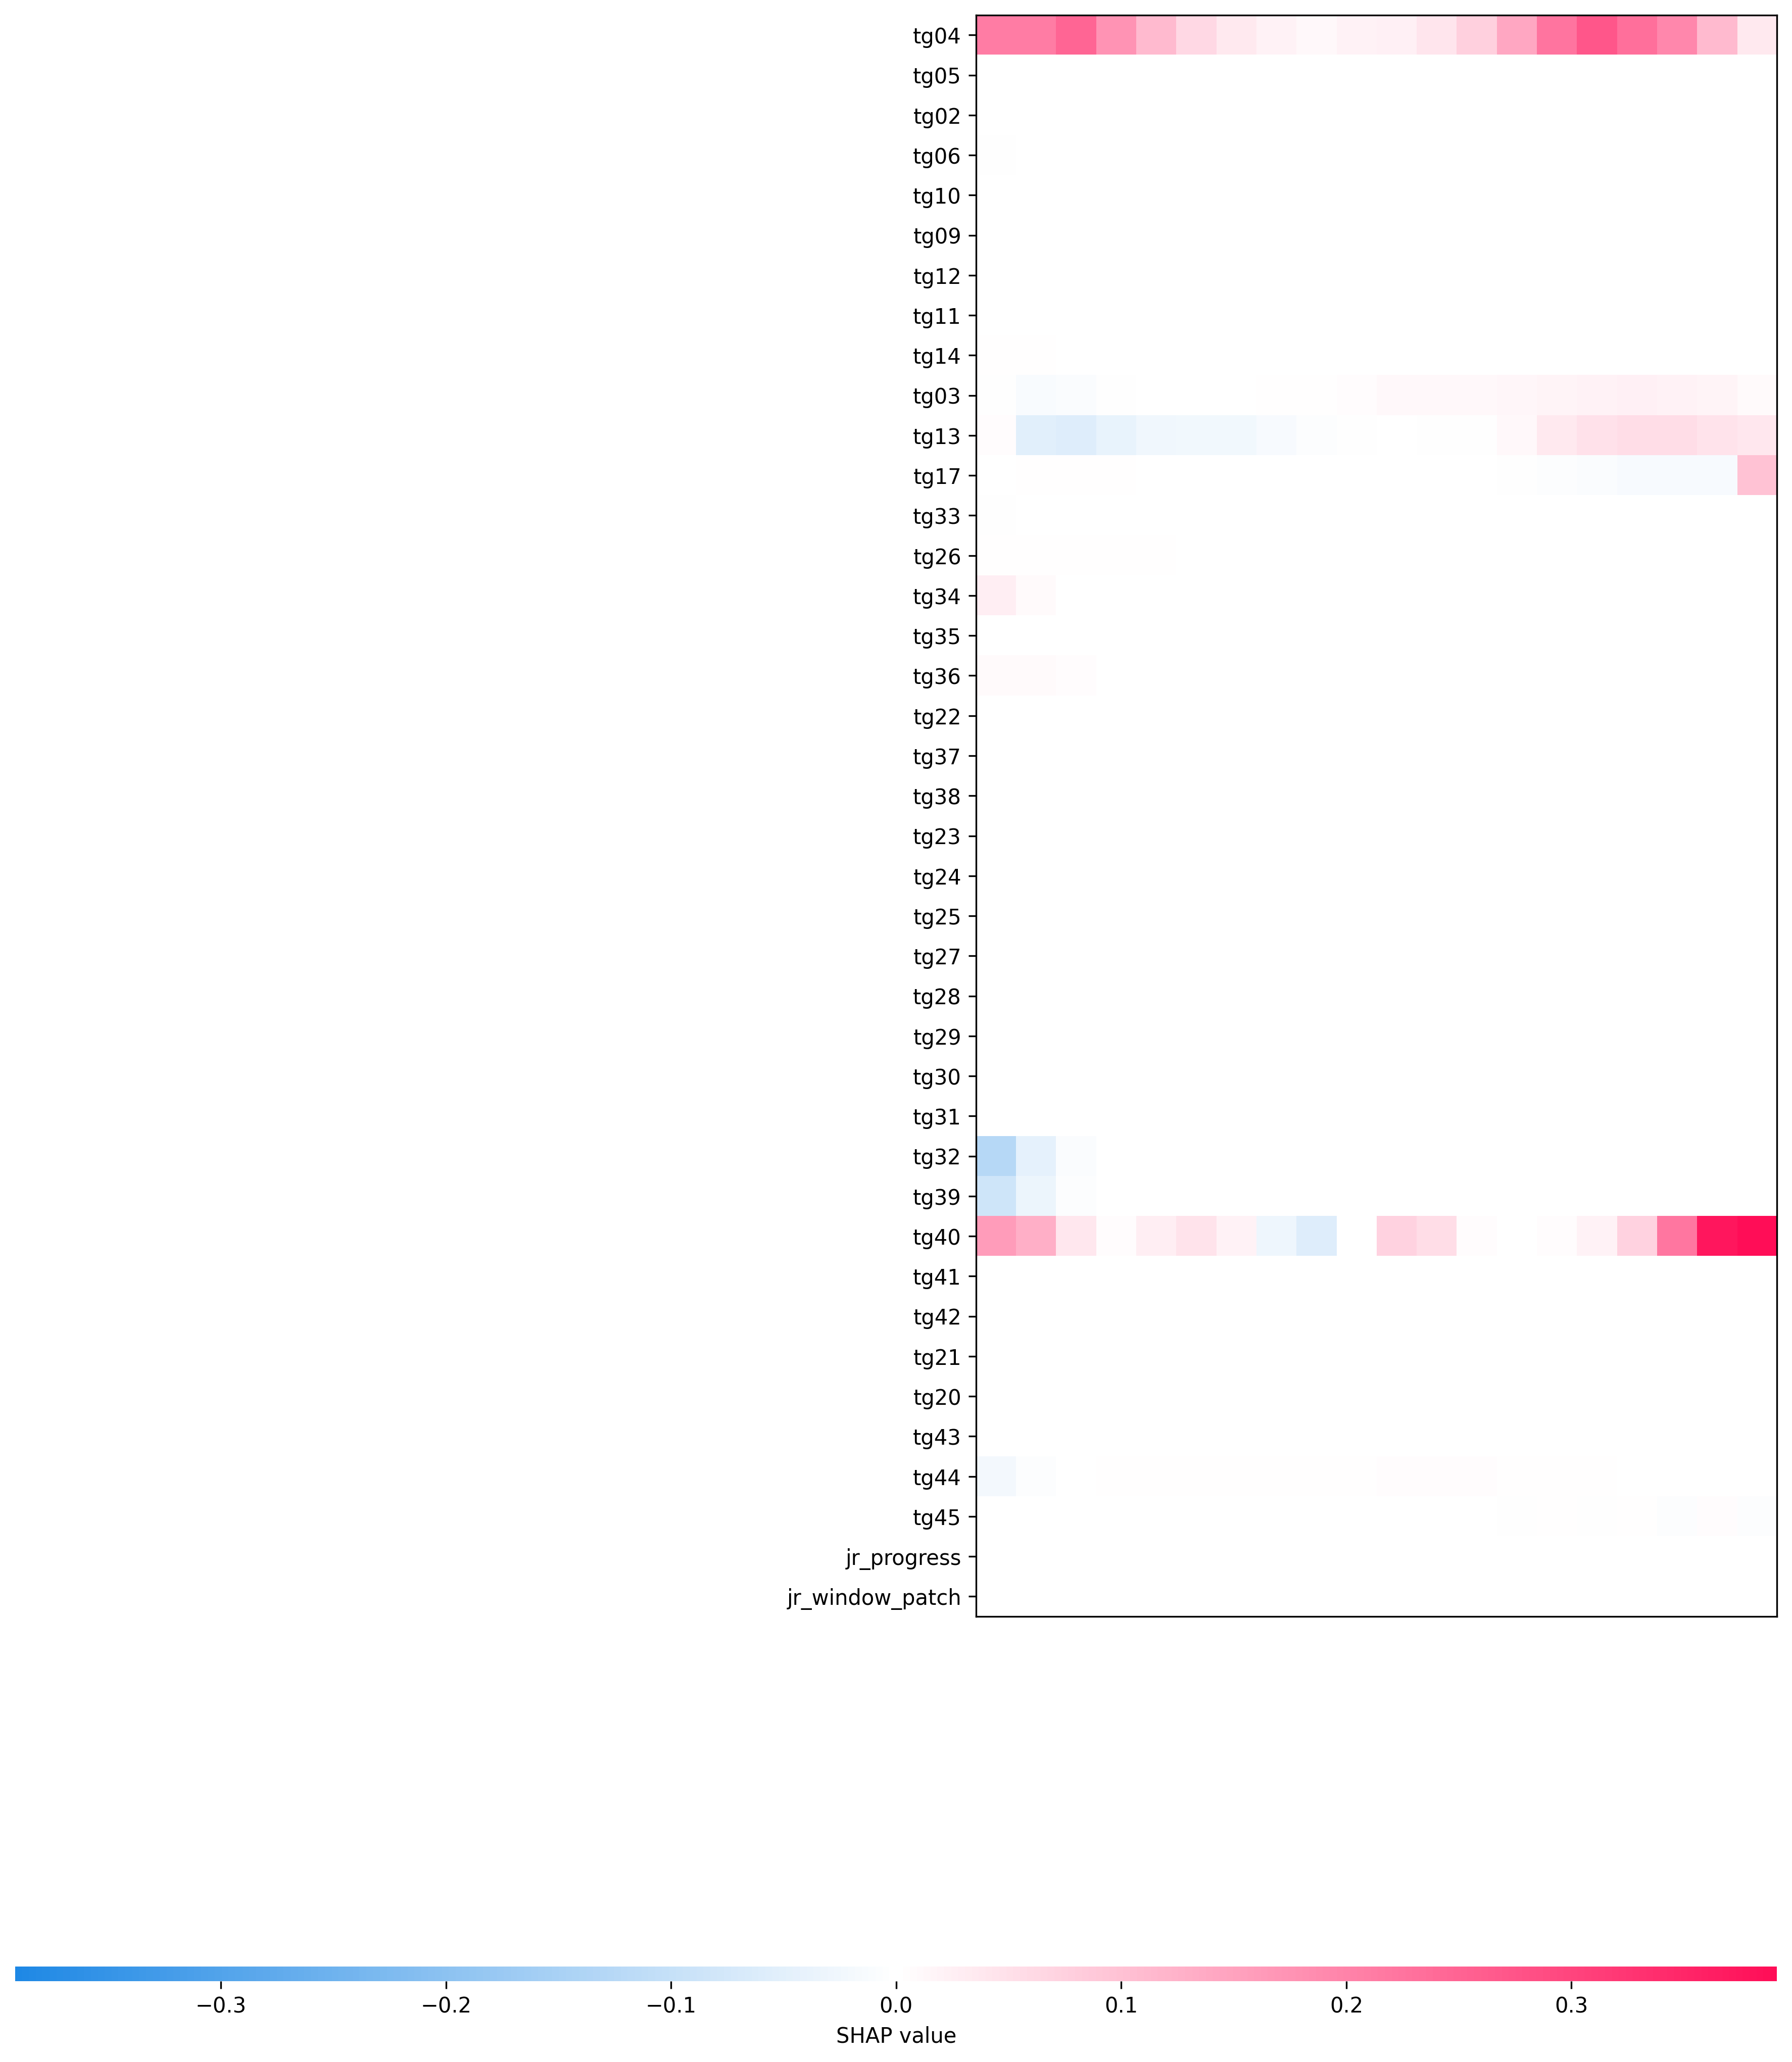 tg04
tg05
tg02
tg06
tg10
tg09
tg12
tg11
tg14
tg03
tg13
tg17
tg33
tg26
tg34
tg35
tg36
tg22
tg37
tg38
tg23
tg24
tg25
tg27
tg28
tg29
tg30
tg31
tg32
tg39
tg40
tg41
tg42
tg21
tg20
tg43
tg44
tg45
jr_progress
jr_window_patch
−0.3 −0.2 −0.1 0.0 0.1 0.2 0.3
SHAP value